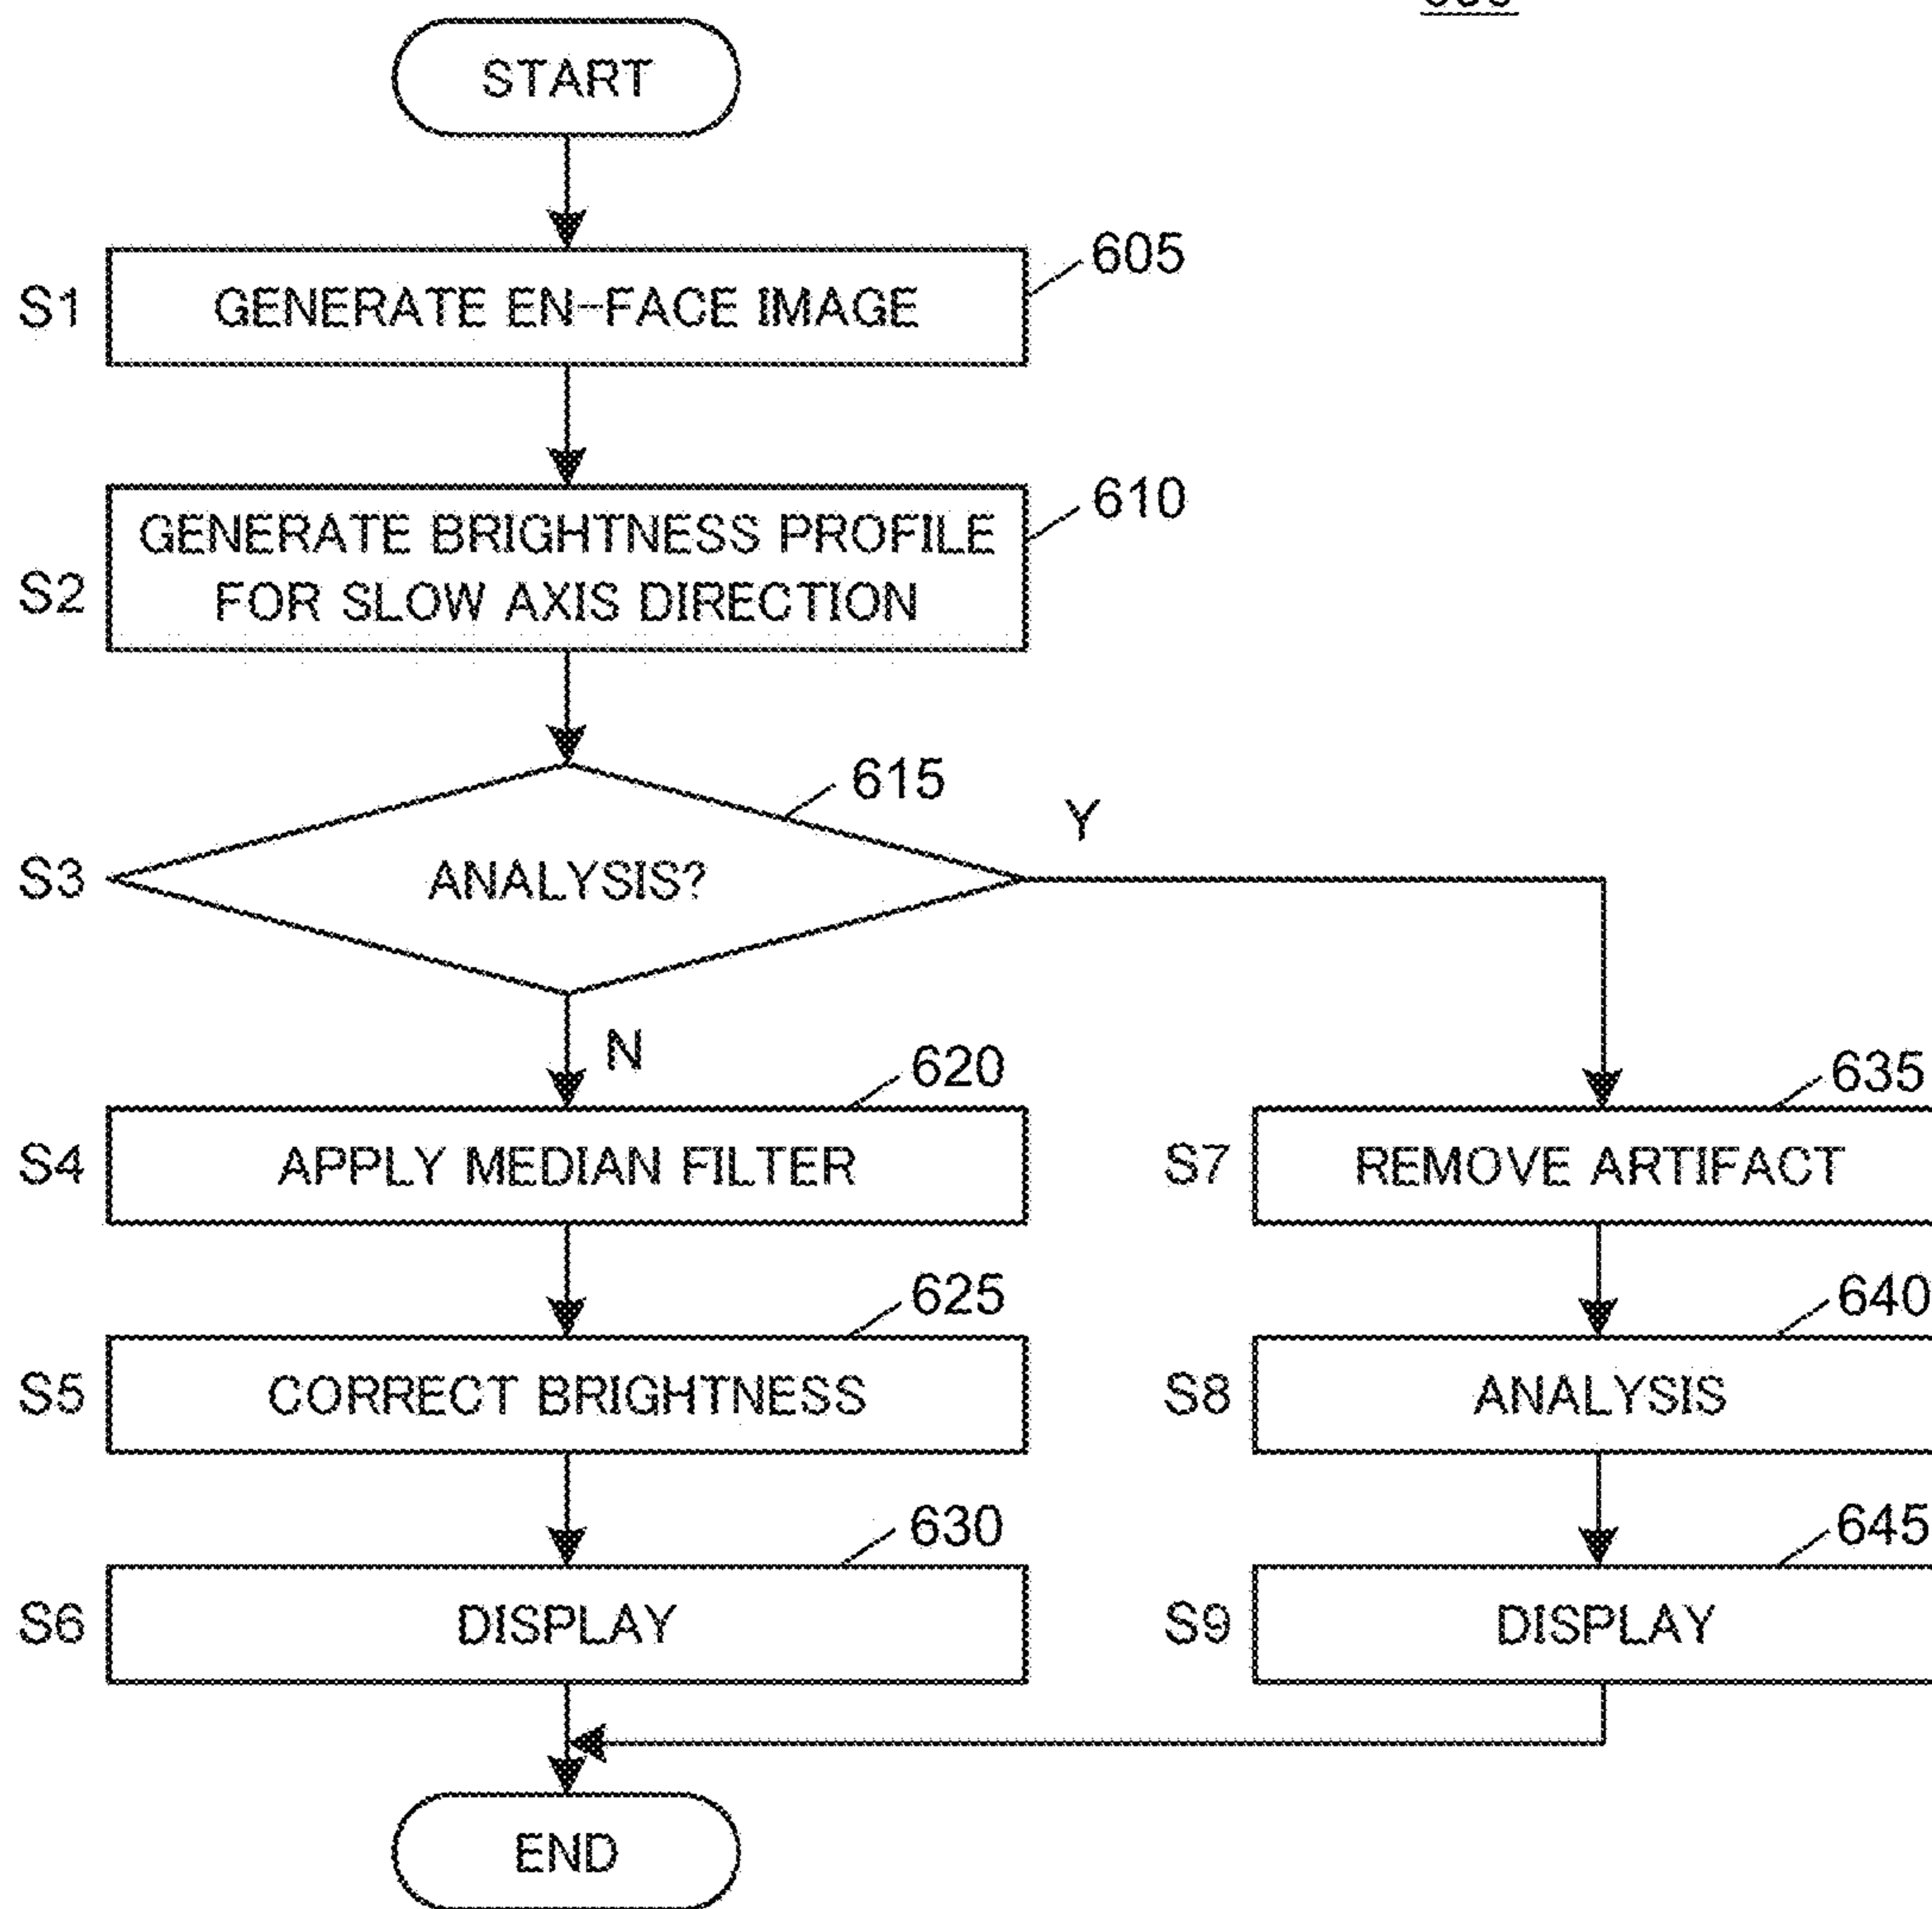 START
605
S1
GENERATE EN-FACE IMAGE
610
S2
GENERATE BRIGHTNESS PROFILE
FOR SLOW AXIS DIRECTION
615
Y
S3
ANALYSIS?
N
620
S4
APPLY MEDIAN FILTER
635
S7
REMOVE ARTIFACT
625
S5
CORRECT BRIGHTNESS
640
S8
ANALYSIS
630
S6
DISPLAY
645
S9
DISPLAY
END